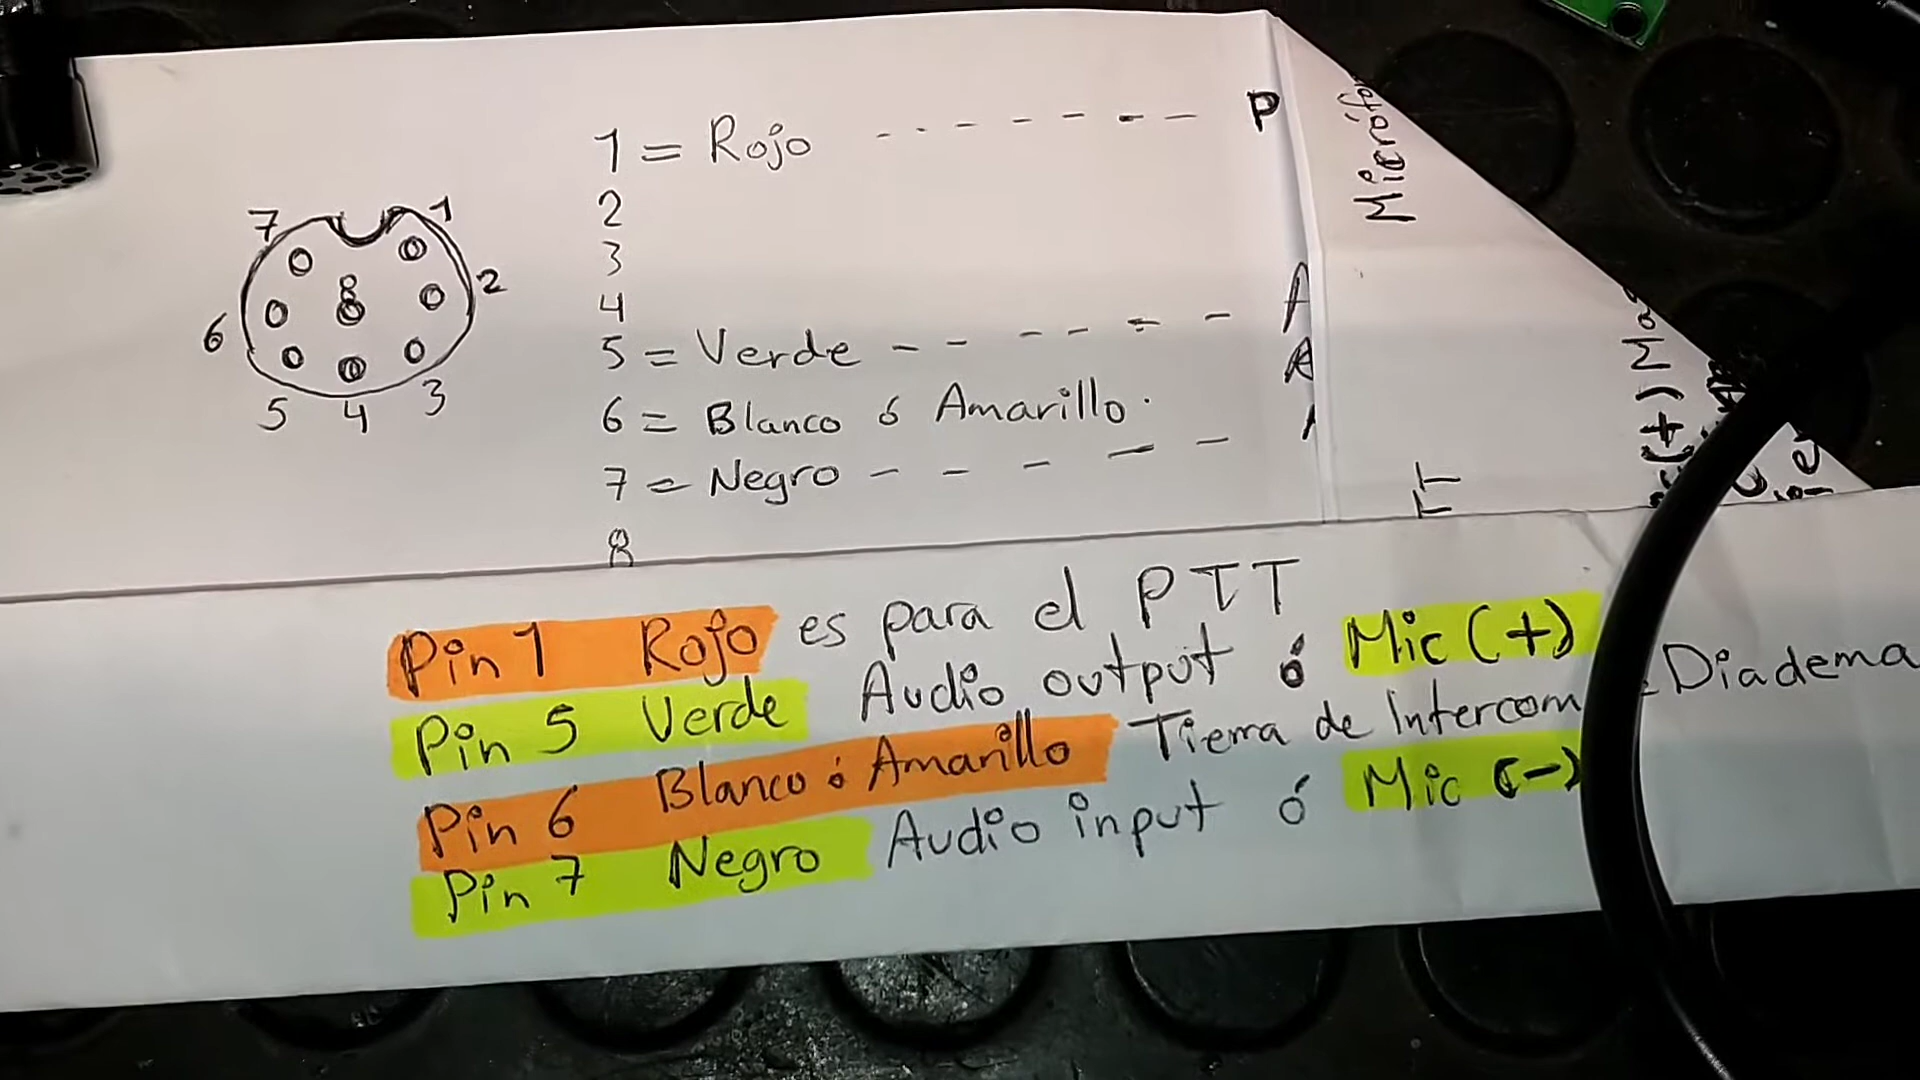 7 1
8 2
6
5 4 3
1 = Rojo - - - - - - - P
2
3
4
5 = Verde - - - - - -
6 = Blanco ó Amarillo.
7 = Negro - - - - -
8
Pin 1 Rojo es para el PTT
Pin 5 Verde Audio output ó Mic (+)
Pin 6 Blanco ó Amarillo Tierra de Intercom Diadema
Pin 7 Negro Audio input ó Mic (-)